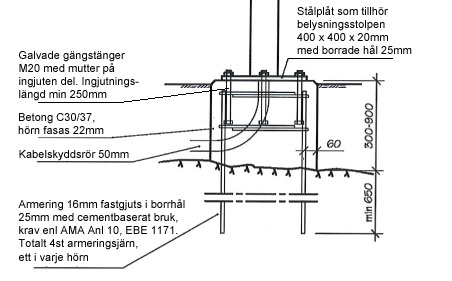 Stålplåt som tillhör
belysningsstolpen
400 x 400 x 20mm
med borrade hål 25mm
Galvade gängstänger
M20 med mutter på
ingjuten del. Ingjutnings-
längd min 250mm
Betong C30/37,
hörn fasas 22mm
Kabelskyddsrör 50mm
60
300-900
min 650
Armering 16mm fastgjuts i borrhål
25mm med cementbaserat bruk,
krav enl AMA Anl 10, EBE 1171.
Totalt 4st armeringsjärn,
ett i varje hörn